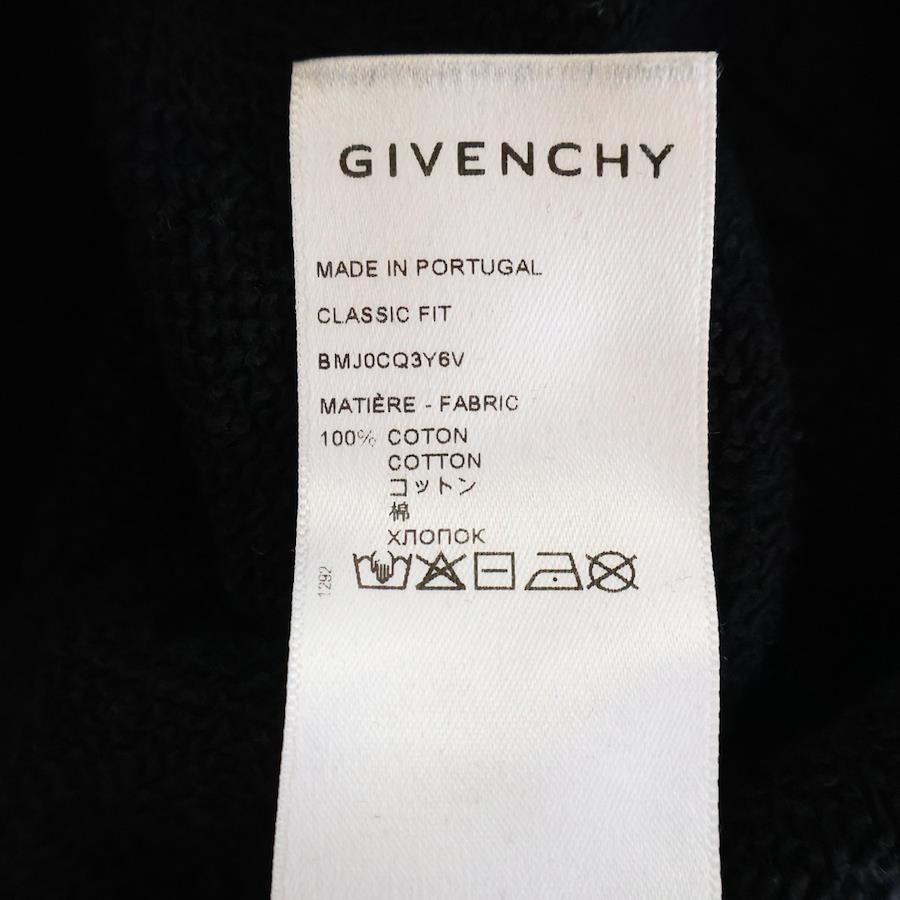 GIVENCHY
MADE IN PORTUGAL
CLASSIC FIT
BMJ0CQ3Y6V
MATIÈRE - FABRIC
100% COTON
COTTON
コットン
棉
ХЛОПОК
1292